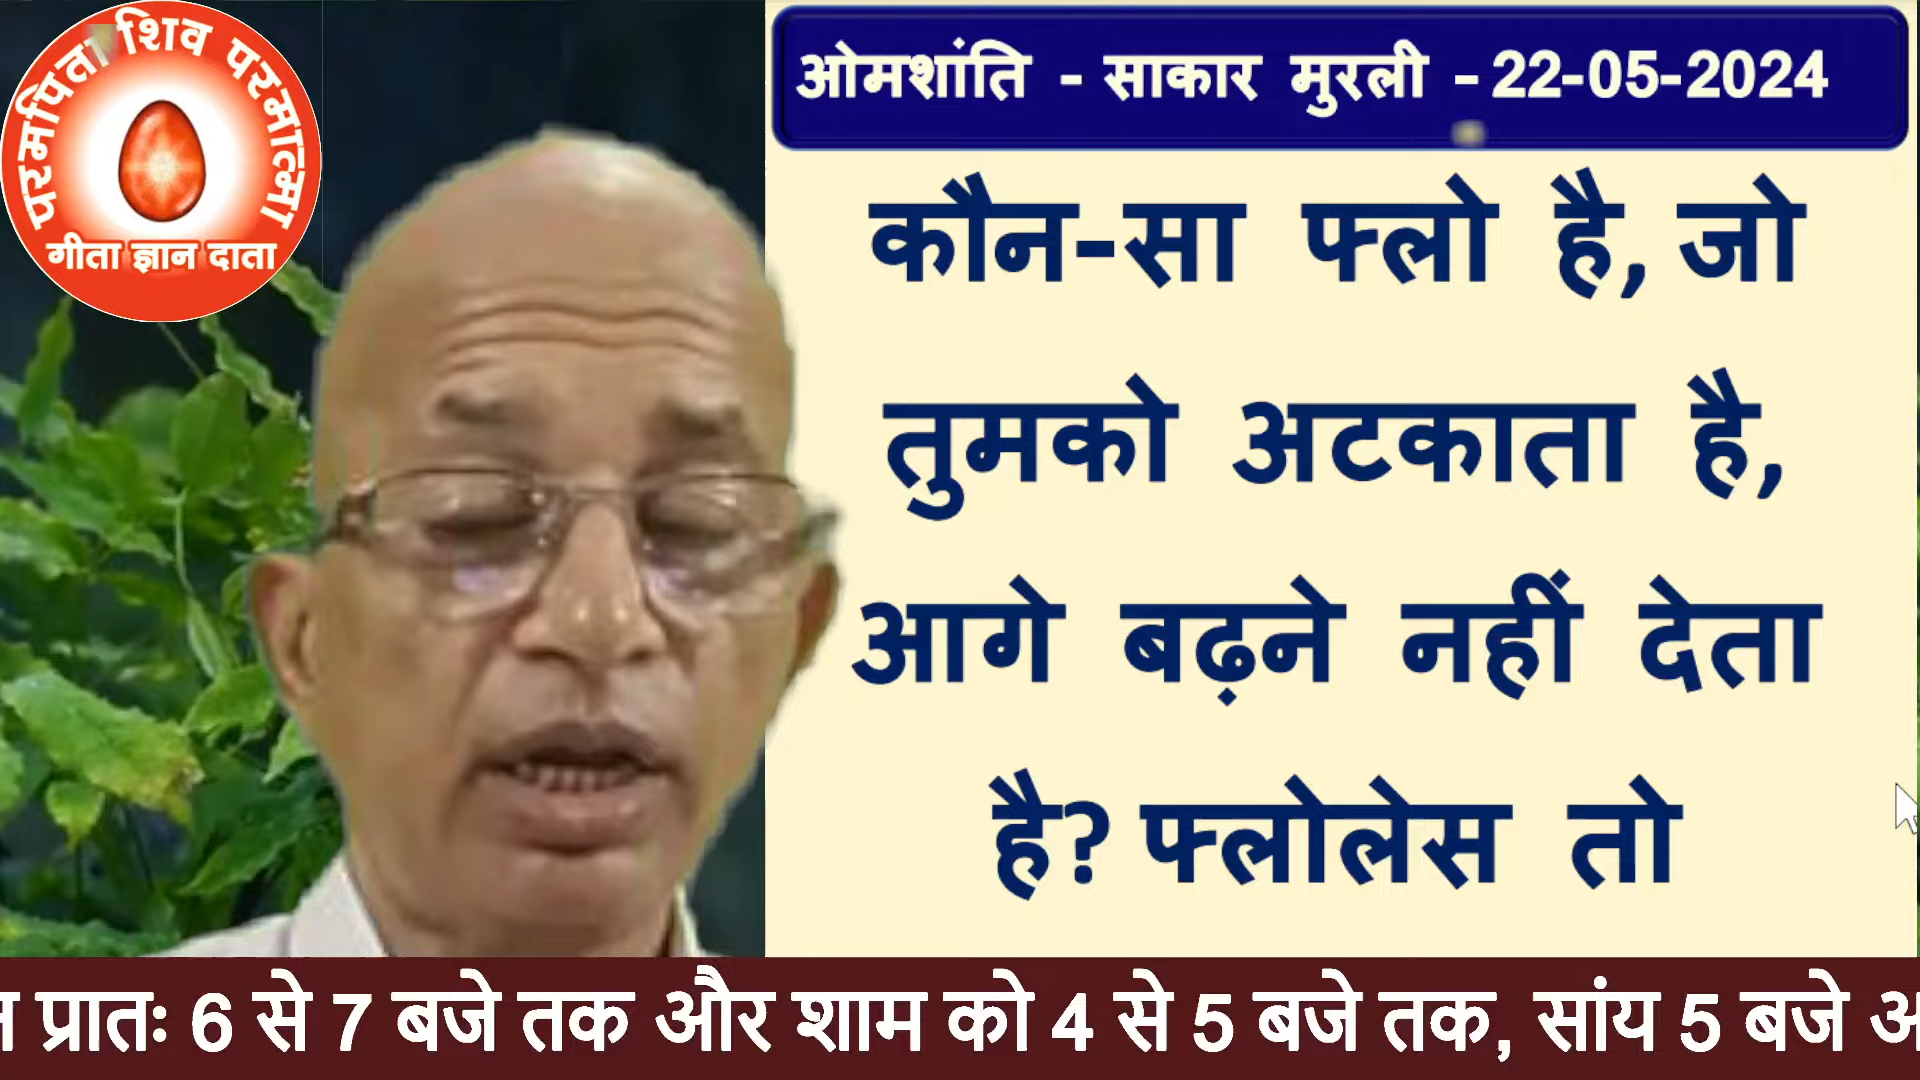 परमपिता शिव परमात्मा
गीता ज्ञान दाता
ओमशांति - साकार मुरली - 22-05-2024
कौन-सा फ्लो है, जो
तुमको अटकाता है,
आगे बढ़ने नहीं देता
है? फ्लोलेस तो
प्रातः 6 से 7 बजे तक और शाम को 4 से 5 बजे तक, सांय 5 बजे